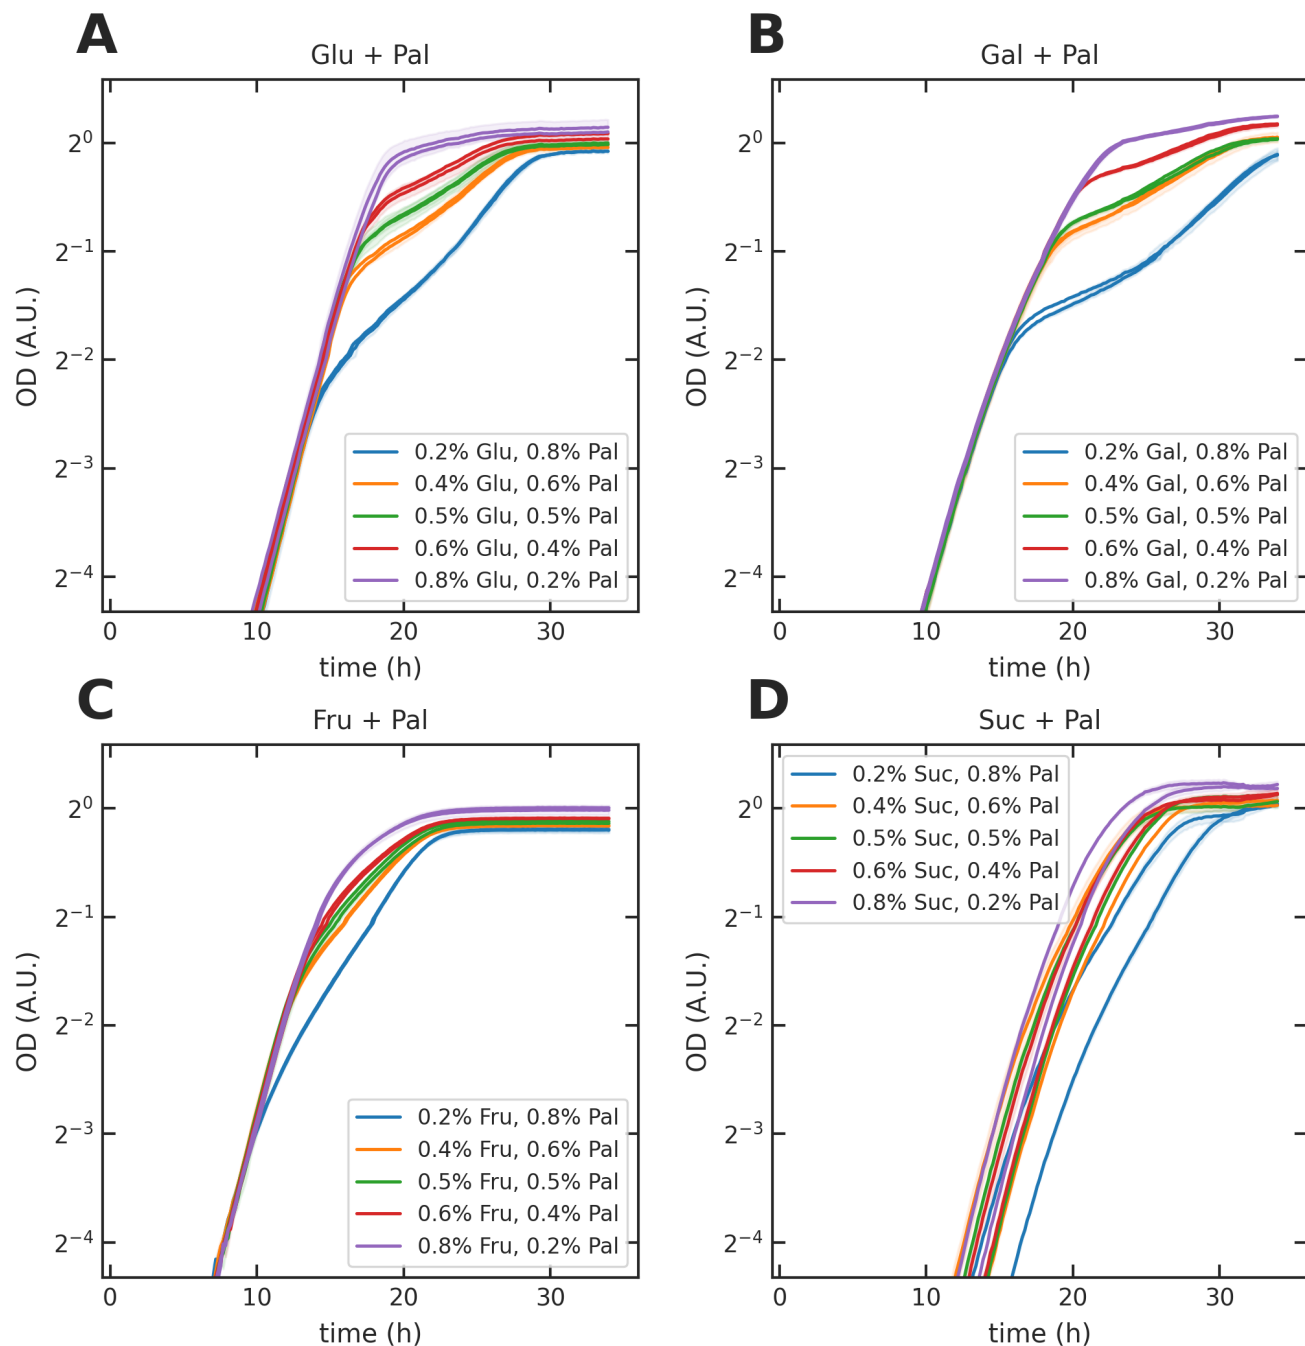 A
Glu + Pal
OD (A.U.)
2⁰
2⁻¹
2⁻²
2⁻³
2⁻⁴
0.2% Glu, 0.8% Pal
0.4% Glu, 0.6% Pal
0.5% Glu, 0.5% Pal
0.6% Glu, 0.4% Pal
0.8% Glu, 0.2% Pal
0 10 20 30
time (h)
B
Gal + Pal
OD (A.U.)
2⁰
2⁻¹
2⁻²
2⁻³
2⁻⁴
0.2% Gal, 0.8% Pal
0.4% Gal, 0.6% Pal
0.5% Gal, 0.5% Pal
0.6% Gal, 0.4% Pal
0.8% Gal, 0.2% Pal
0 10 20 30
time (h)
C
Fru + Pal
OD (A.U.)
2⁰
2⁻¹
2⁻²
2⁻³
2⁻⁴
0.2% Fru, 0.8% Pal
0.4% Fru, 0.6% Pal
0.5% Fru, 0.5% Pal
0.6% Fru, 0.4% Pal
0.8% Fru, 0.2% Pal
0 10 20 30
time (h)
D
Suc + Pal
OD (A.U.)
2⁰
2⁻¹
2⁻²
2⁻³
2⁻⁴
0.2% Suc, 0.8% Pal
0.4% Suc, 0.6% Pal
0.5% Suc, 0.5% Pal
0.6% Suc, 0.4% Pal
0.8% Suc, 0.2% Pal
0 10 20 30
time (h)